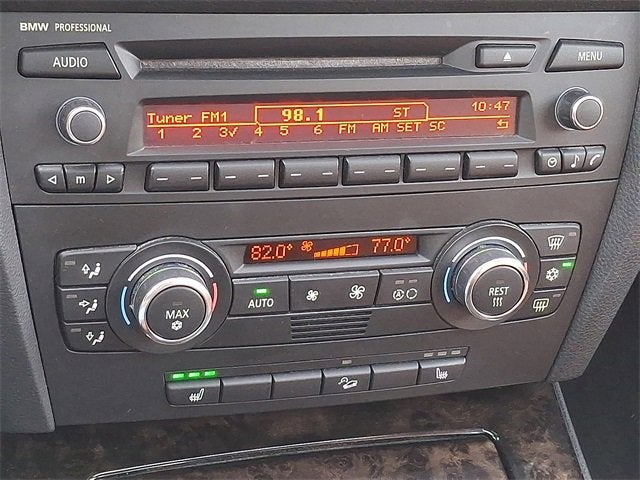 BMW PROFESSIONAL
AUDIO
MENU
Tuner FM1 98.1 ST 10:47
1 2 3✓ 4 5 6 FM AM SET SC
m
82.0° 77.0°
AUTO
MAX
REST
A